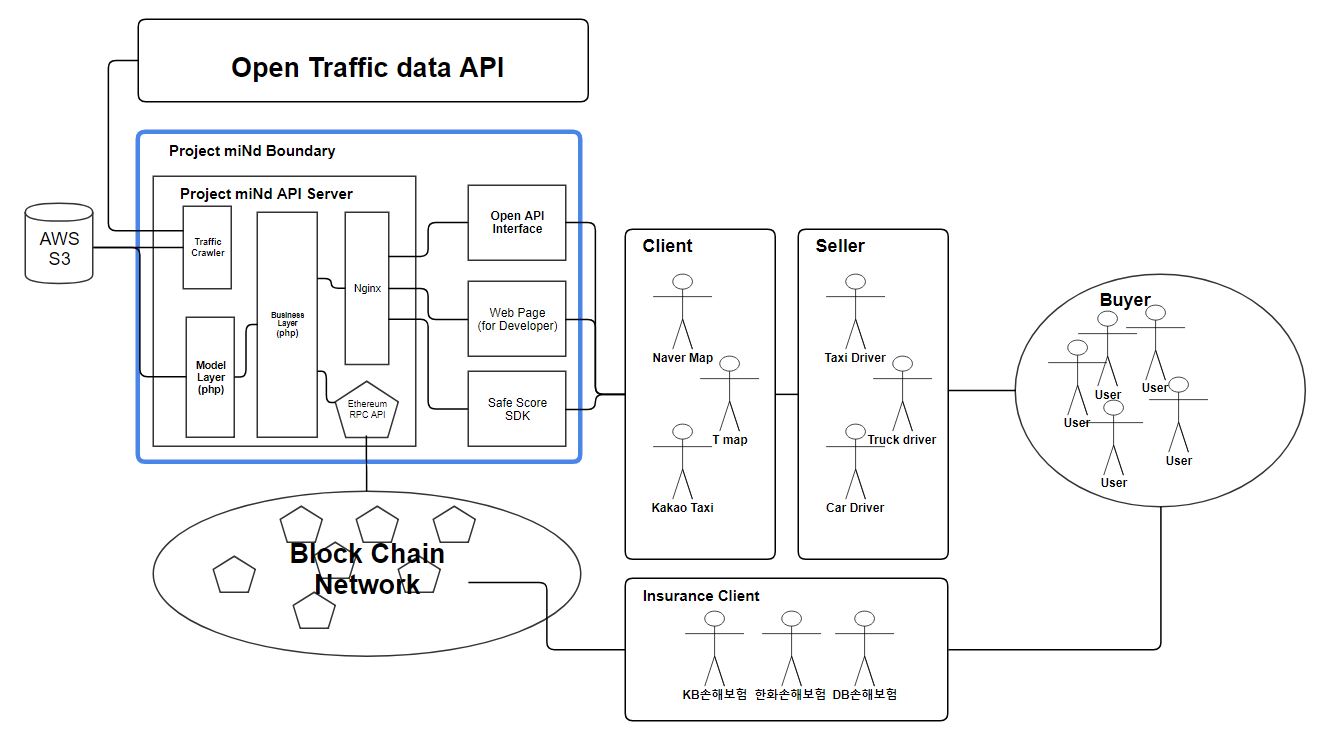 Open Traffic data API
Project miNd Boundary
Project miNd API Server
AWS
S3
Traffic
Crawler
Model
Layer
(php)
Business
Layer
(php)
Nginx
Ethereum
RPC API
Open API
Interface
Web Page
(for Developer)
Safe Score
SDK
Client
Naver Map
T map
Kakao Taxi
Seller
Taxi Driver
Truck driver
Car Driver
Buyer
User
User
User
User
User
Block Chain
Network
Insurance Client
KB손해보험
한화손해보험
DB손해보험